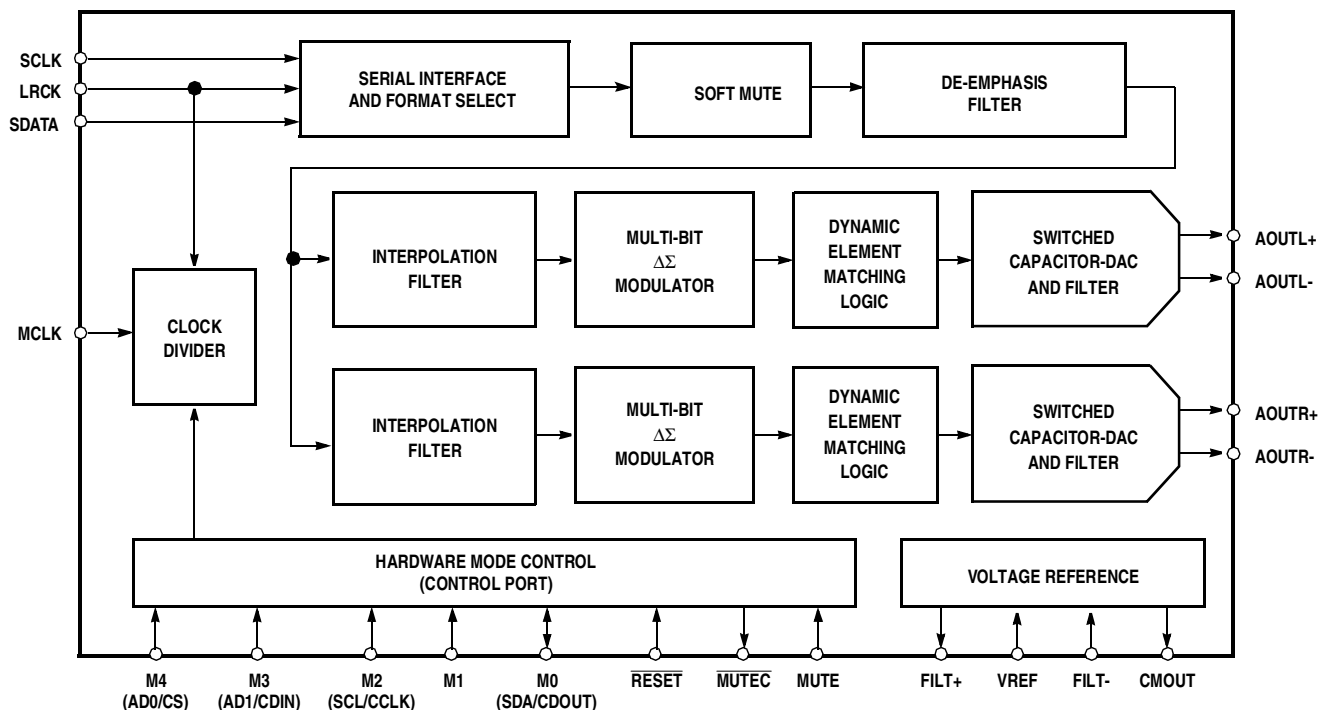 SCLK
LRCK
SDATA
SERIAL INTERFACE
AND FORMAT SELECT
SOFT MUTE
DE-EMPHASIS
FILTER
INTERPOLATION
FILTER
MULTI-BIT
ΔΣ
MODULATOR
DYNAMIC
ELEMENT
MATCHING
LOGIC
SWITCHED
CAPACITOR-DAC
AND FILTER
AOUTL+
AOUTL-
MCLK
CLOCK
DIVIDER
INTERPOLATION
FILTER
MULTI-BIT
ΔΣ
MODULATOR
DYNAMIC
ELEMENT
MATCHING
LOGIC
SWITCHED
CAPACITOR-DAC
AND FILTER
AOUTR+
AOUTR-
HARDWARE MODE CONTROL
(CONTROL PORT)
VOLTAGE REFERENCE
M4
(AD0/CS)
M3
(AD1/CDIN)
M2
(SCL/CCLK)
M1
M0
(SDA/CDOUT)
RESET
MUTEC
MUTE
FILT+
VREF
FILT-
CMOUT